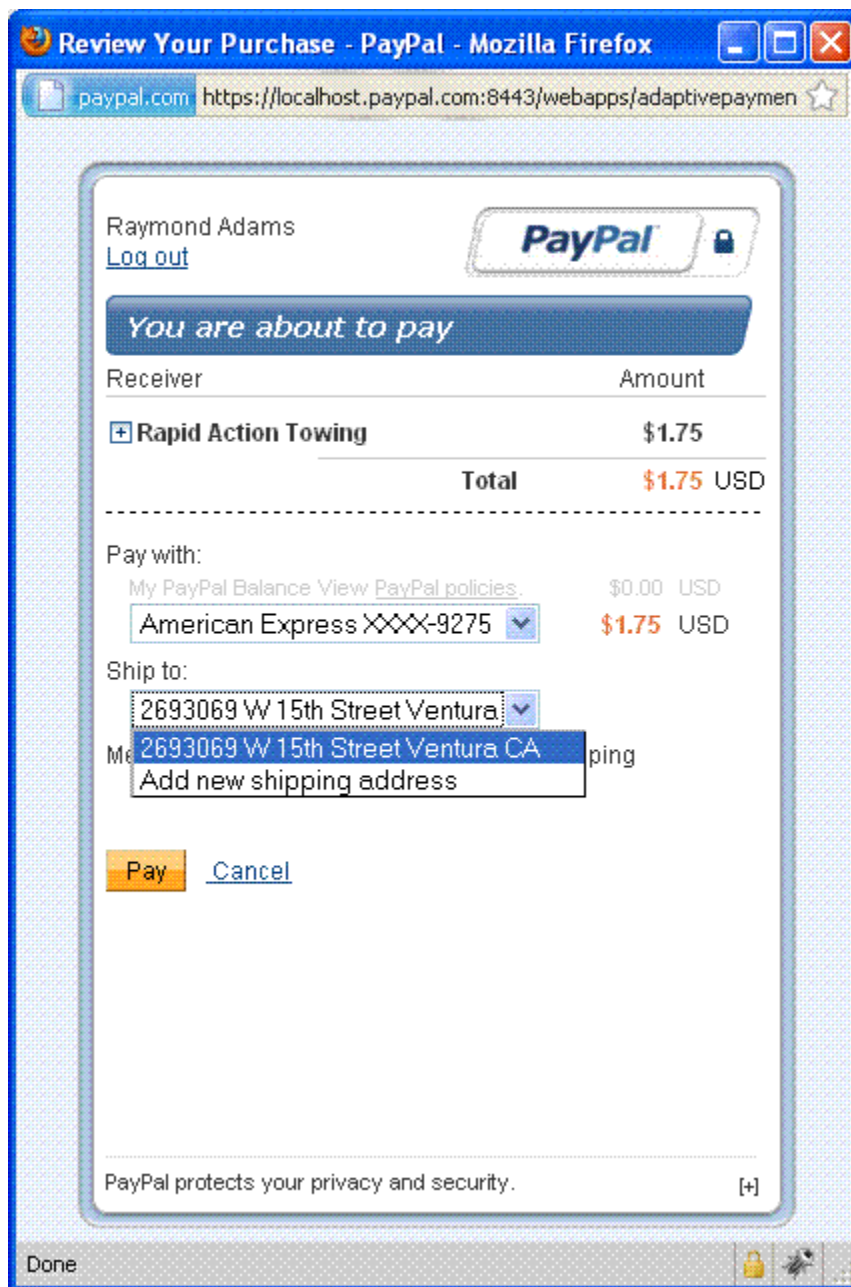 Review Your Purchase - PayPal - Mozilla Firefox
paypal.com https://localhost.paypal.com:8443/webapps/adaptivepaymen
Raymond Adams
Log out
PayPal
You are about to pay
Receiver Amount
Rapid Action Towing $1.75
Total $1.75 USD
Pay with:
My PayPal Balance View PayPal policies. $0.00 USD
American Express XXXX-9275 $1.75 USD
Ship to:
2693069 W 15th Street Ventura
2693069 W 15th Street Ventura CA
Me ping
Add new shipping address
Pay Cancel
PayPal protects your privacy and security. [+]
Done